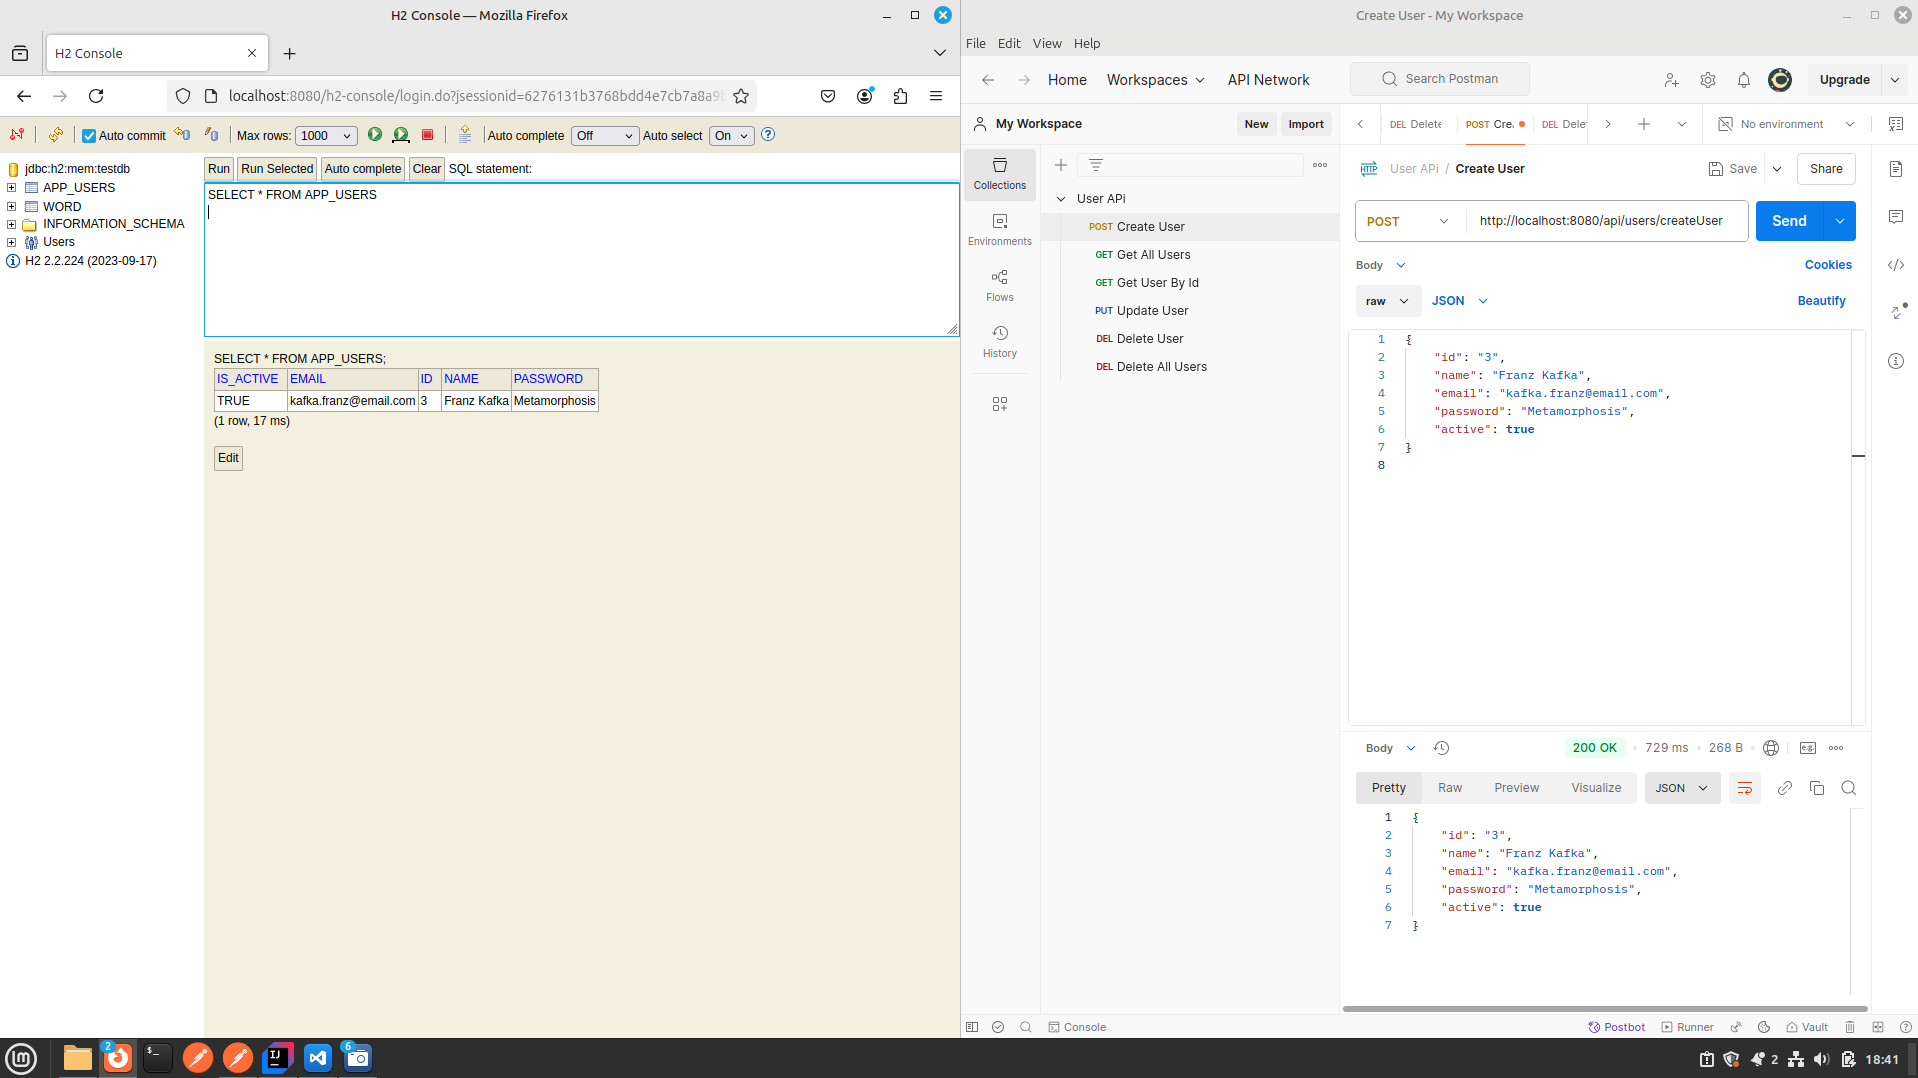 H2 Console — Mozilla Firefox
H2 Console
localhost:8080/h2-console/login.do?jsessionid=6276131b3768bdd4e7cb7a8a9b
Auto commit
Max rows: 1000
Auto complete Off
Auto select On
jdbc:h2:mem:testdb
APP_USERS
WORD
INFORMATION_SCHEMA
Users
H2 2.2.224 (2023-09-17)
Run Run Selected Auto complete Clear SQL statement:
SELECT * FROM APP_USERS
SELECT * FROM APP_USERS;
IS_ACTIVE EMAIL ID NAME PASSWORD
TRUE kafka.franz@email.com 3 Franz Kafka Metamorphosis
(1 row, 17 ms)
Edit
Create User - My Workspace
File Edit View Help
Home Workspaces API Network Search Postman Upgrade
My Workspace New Import
DEL Delete POST Cre. DEL Dele No environment
Collections
Environments
Flows
History
User APi
POST Create User
GET Get All Users
GET Get User By Id
PUT Update User
DEL Delete User
DEL Delete All Users
HTTP User APi / Create User Save Share
POST http://localhost:8080/api/users/createUser Send
Body Cookies
raw JSON Beautify
1 {
2 "id": "3",
3 "name": "Franz Kafka",
4 "email": "kafka.franz@email.com",
5 "password": "Metamorphosis",
6 "active": true
7 }
8
Body 200 OK • 729 ms • 268 B • e.g.
Pretty Raw Preview Visualize JSON
1 {
2 "id": "3",
3 "name": "Franz Kafka",
4 "email": "kafka.franz@email.com",
5 "password": "Metamorphosis",
6 "active": true
7 }
Console Postbot Runner Vault
2 6 2 18:41